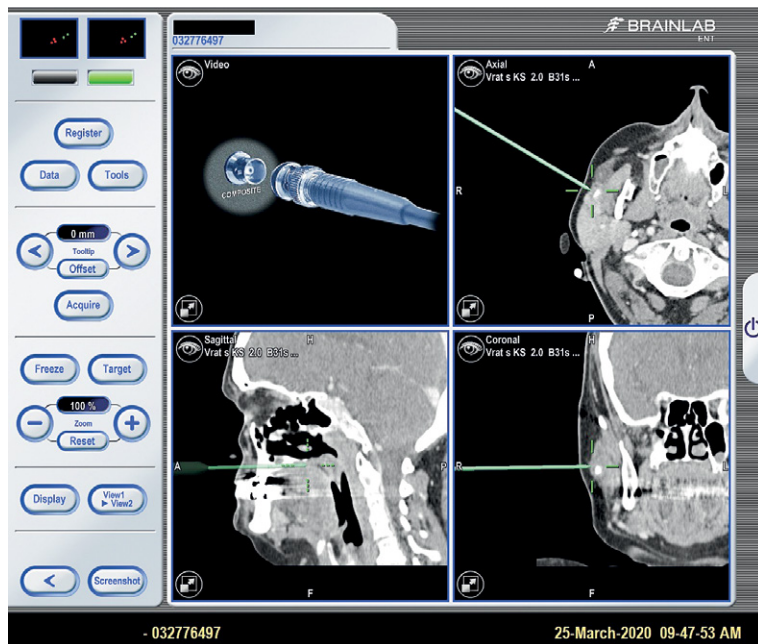 032776497
BRAINLAB
ENT
Register
Data
Tools
0 mm
Tooltip
Offset
Acquire
Freeze
Target
100 %
Zoom
Reset
Display
View1
View2
Screenshot
Video
COMPOSITE
Axial
Vrat s KS 2.0 B31s ...
A
R
L
P
Sagittal
Vrat s KS 2.0 B31s ...
H
A
P
F
Coronal
Vrat s KS 2.0 B31s ...
H
R
L
F
- 032776497
25-March-2020 09-47-53 AM